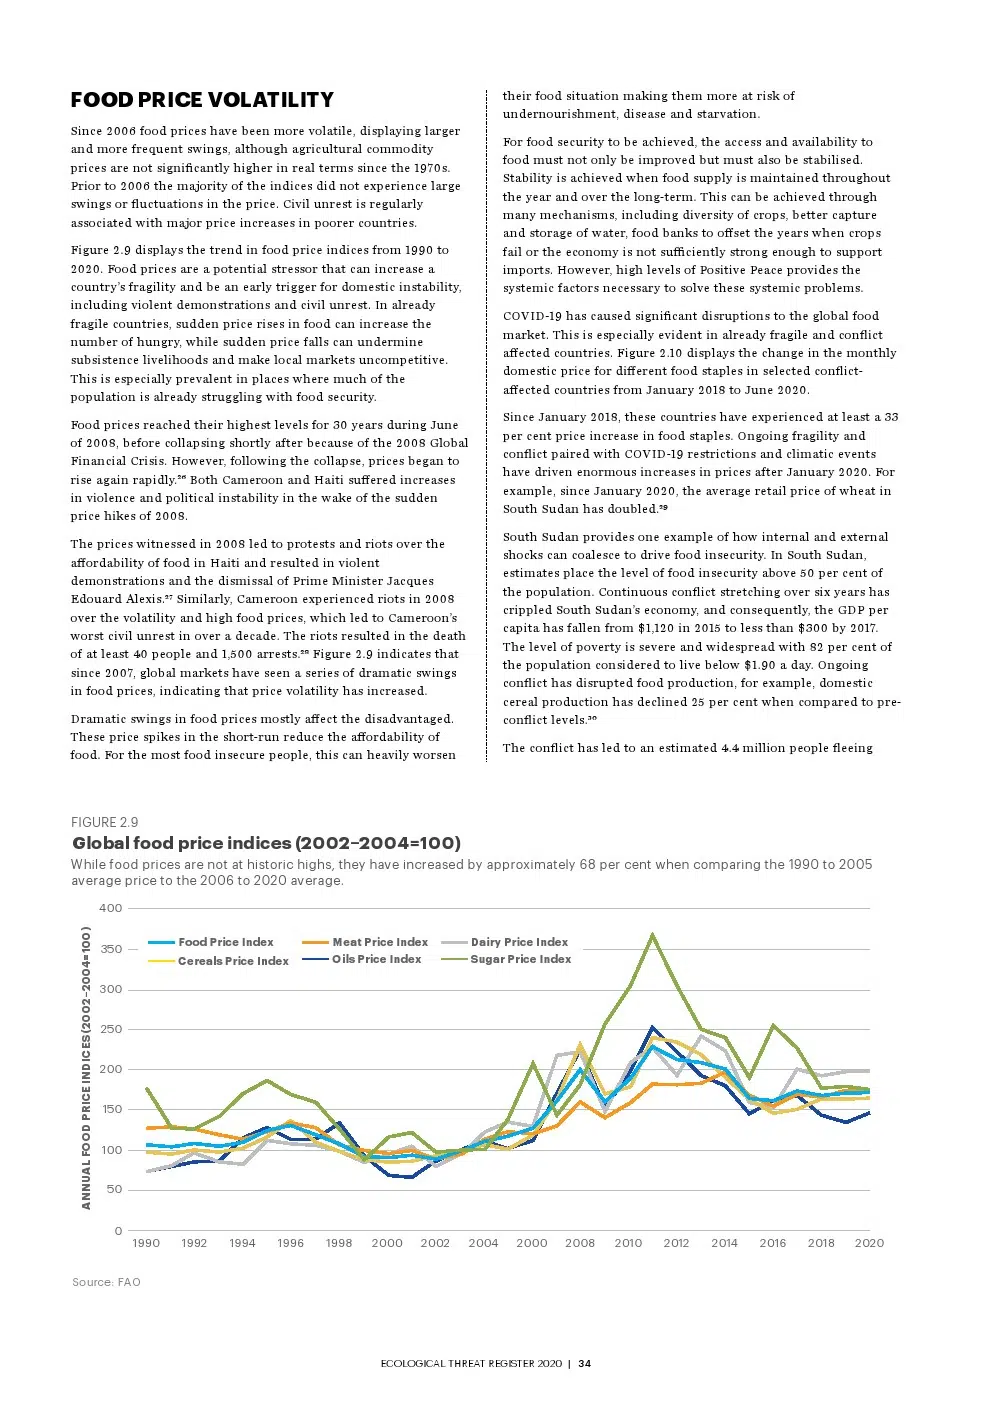 FOOD PRICE VOLATILITY
Since 2006 food prices have been more volatile, displaying larger
and more frequent swings, although agricultural commodity
prices are not significantly higher in real terms since the 1970s.
Prior to 2006 the majority of the indices did not experience large
swings or fluctuations in the price. Civil unrest is regularly
associated with major price increases in poorer countries.
Figure 2.9 displays the trend in food price indices from 1990 to
2020. Food prices are a potential stressor that can increase a
country's fragility and be an early trigger for domestic instability,
including violent demonstrations and civil unrest. In already
fragile countries, sudden price rises in food can increase the
number of hungry, while sudden price falls can undermine
subsistence livelihoods and make local markets uncompetitive.
This is especially prevalent in places where much of the
population is already struggling with food security.
Food prices reached their highest levels for 30 years during June
of 2008, before collapsing shortly after because of the 2008 Global
Financial Crisis. However, following the collapse, prices began to
rise again rapidly.²⁶ Both Cameroon and Haiti suffered increases
in violence and political instability in the wake of the sudden
price hikes of 2008.
The prices witnessed in 2008 led to protests and riots over the
affordability of food in Haiti and resulted in violent
demonstrations and the dismissal of Prime Minister Jacques
Edouard Alexis.²⁷ Similarly, Cameroon experienced riots in 2008
over the volatility and high food prices, which led to Cameroon's
worst civil unrest in over a decade. The riots resulted in the death
of at least 40 people and 1,500 arrests.²⁸ Figure 2.9 indicates that
since 2007, global markets have seen a series of dramatic swings
in food prices, indicating that price volatility has increased.
Dramatic swings in food prices mostly affect the disadvantaged.
These price spikes in the short-run reduce the affordability of
food. For the most food insecure people, this can heavily worsen
their food situation making them more at risk of
undernourishment, disease and starvation.
For food security to be achieved, the access and availability to
food must not only be improved but must also be stabilised.
Stability is achieved when food supply is maintained throughout
the year and over the long-term. This can be achieved through
many mechanisms, including diversity of crops, better capture
and storage of water, food banks to offset the years when crops
fail or the economy is not sufficiently strong enough to support
imports. However, high levels of Positive Peace provides the
systemic factors necessary to solve these systemic problems.
COVID-19 has caused significant disruptions to the global food
market. This is especially evident in already fragile and conflict
affected countries. Figure 2.10 displays the change in the monthly
domestic price for different food staples in selected conflict-
affected countries from January 2018 to June 2020.
Since January 2018, these countries have experienced at least a 33
per cent price increase in food staples. Ongoing fragility and
conflict paired with COVID-19 restrictions and climatic events
have driven enormous increases in prices after January 2020. For
example, since January 2020, the average retail price of wheat in
South Sudan has doubled.²⁹
South Sudan provides one example of how internal and external
shocks can coalesce to drive food insecurity. In South Sudan,
estimates place the level of food insecurity above 50 per cent of
the population. Continuous conflict stretching over six years has
crippled South Sudan's economy, and consequently, the GDP per
capita has fallen from $1,120 in 2015 to less than $300 by 2017.
The level of poverty is severe and widespread with 82 per cent of
the population considered to live below $1.90 a day. Ongoing
conflict has disrupted food production, for example, domestic
cereal production has declined 25 per cent when compared to pre-
conflict levels.³⁰
The conflict has led to an estimated 4.4 million people fleeing
FIGURE 2.9
Global food price indices (2002–2004=100)
While food prices are not at historic highs, they have increased by approximately 68 per cent when comparing the 1990 to 2005
average price to the 2006 to 2020 average.
ANNUAL FOOD PRICE INDICES(2002–2004=100)
400
350
300
250
200
150
100
50
0
Food Price Index Meat Price Index Dairy Price Index
Cereals Price Index Oils Price Index Sugar Price Index
1990 1992 1994 1996 1998 2000 2002 2004 2000 2008 2010 2012 2014 2016 2018 2020
Source: FAO
ECOLOGICAL THREAT REGISTER 2020 | 34